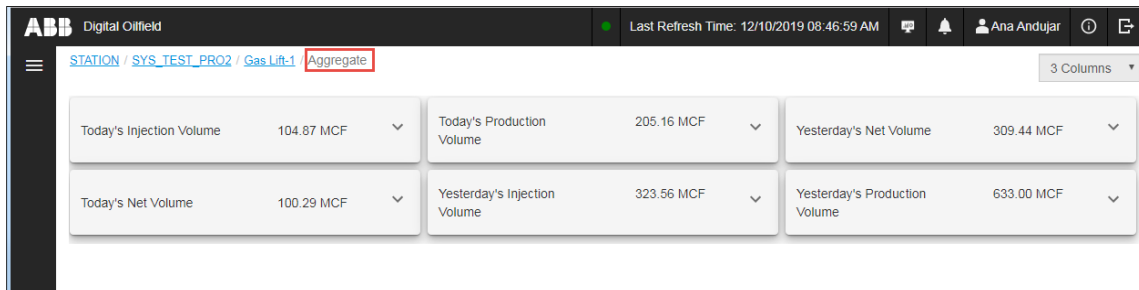 ABB Digital Oilfield Last Refresh Time: 12/10/2019 08:46:59 AM Ana Andujar
STATION / SYS_TEST_PRO2 / Gas Lift-1 / Aggregate
3 Columns
Today's Injection Volume 104.87 MCF
Today's Production
Volume
205.16 MCF
Yesterday's Net Volume 309.44 MCF
Today's Net Volume 100.29 MCF
Yesterday's Injection
Volume
323.56 MCF
Yesterday's Production
Volume
633.00 MCF